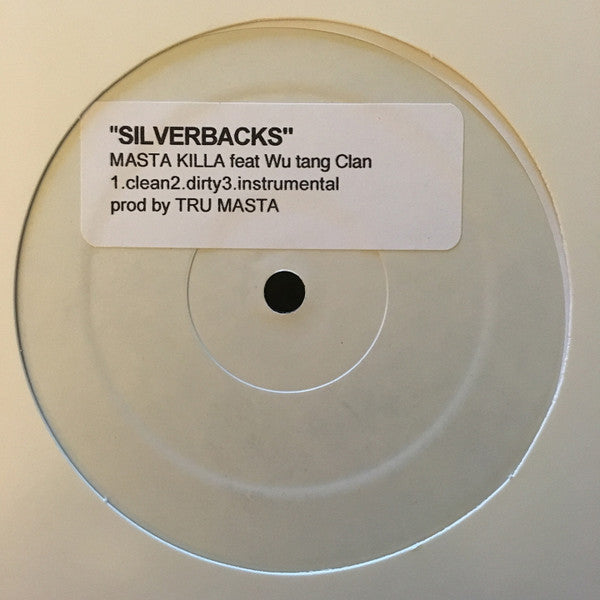 "SILVERBACKS"
MASTA KILLA feat Wu tang Clan
1.clean2.dirty3.instrumental
prod by TRU MASTA